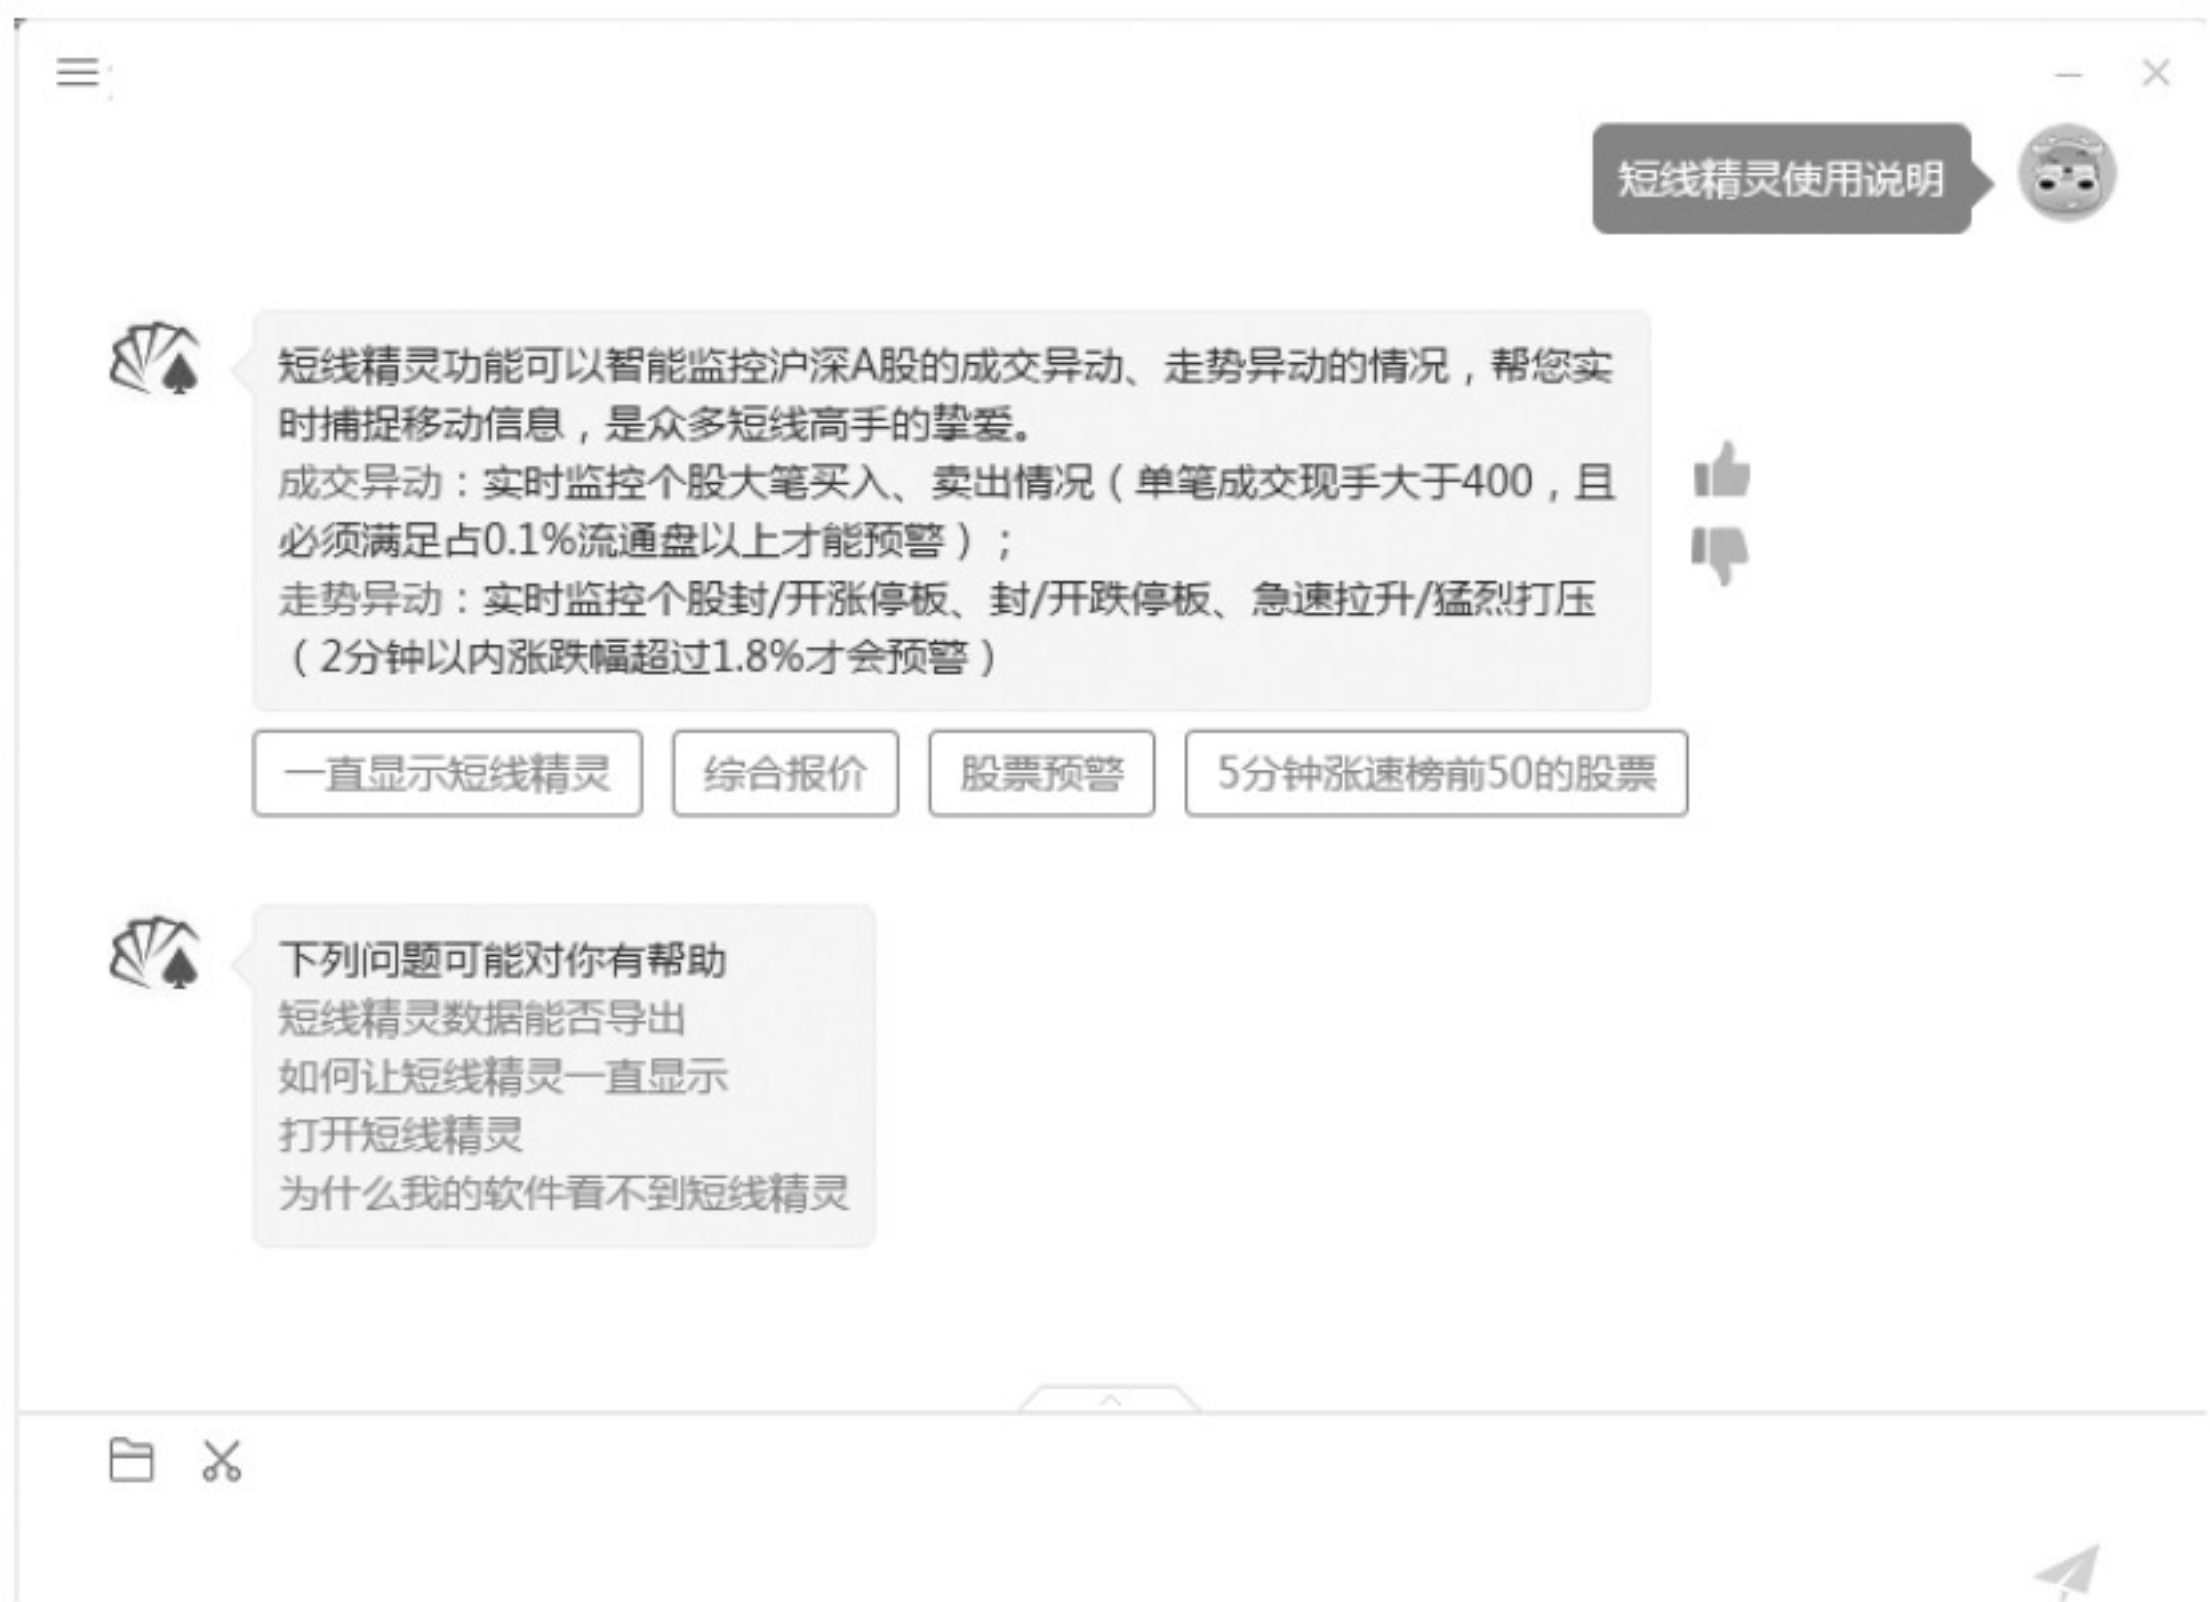 短线精灵使用说明
短线精灵功能可以智能监控沪深A股的成交异动、走势异动的情况，帮您实
时捕捉移动信息，是众多短线高手的挚爱。
成交异动：实时监控个股大笔买入、卖出情况（单笔成交现手大于400，且
必须满足占0.1%流通盘以上才能预警）；
走势异动：实时监控个股封/开涨停板、封/开跌停板、急速拉升/猛烈打压
（2分钟以内涨跌幅超过1.8%才会预警）
一直显示短线精灵 综合报价 股票预警 5分钟涨速榜前50的股票
下列问题可能对你有帮助
短线精灵数据能否导出
如何让短线精灵一直显示
打开短线精灵
为什么我的软件看不到短线精灵